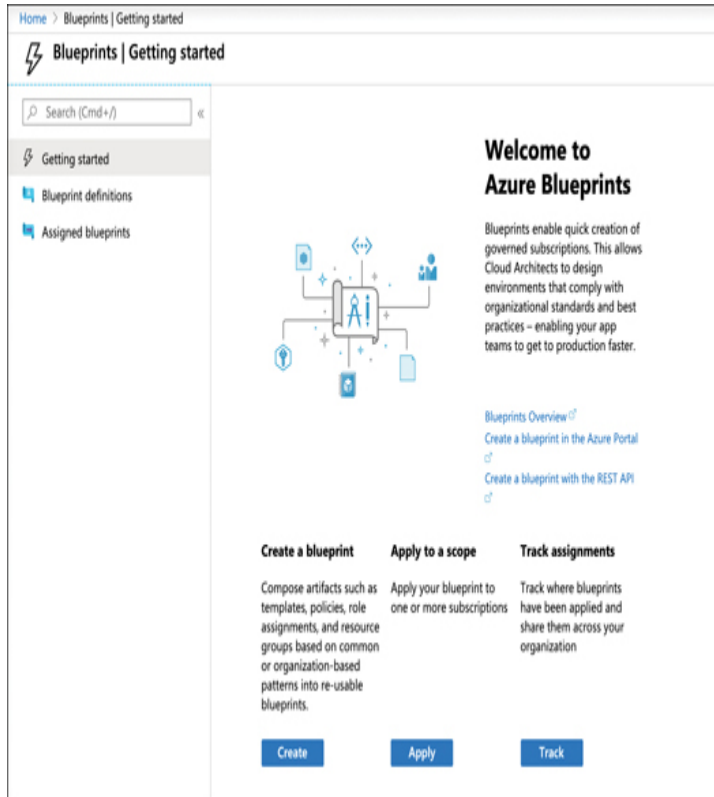 Home > Blueprints | Getting started
Blueprints | Getting started
Search (Cmd+/)
«
Getting started
Blueprint definitions
Assigned blueprints
Welcome to
Azure Blueprints
Blueprints enable quick creation of
governed subscriptions. This allows
Cloud Architects to design
environments that comply with
organizational standards and best
practices – enabling your app
teams to get to production faster.
Blueprints Overview
Create a blueprint in the Azure Portal
Create a blueprint with the REST API
Create a blueprint
Compose artifacts such as
templates, policies, role
assignments, and resource
groups based on common
or organization-based
patterns into re-usable
blueprints.
Create
Apply to a scope
Apply your blueprint to
one or more subscriptions
Apply
Track assignments
Track where blueprints
have been applied and
share them across your
organization
Track